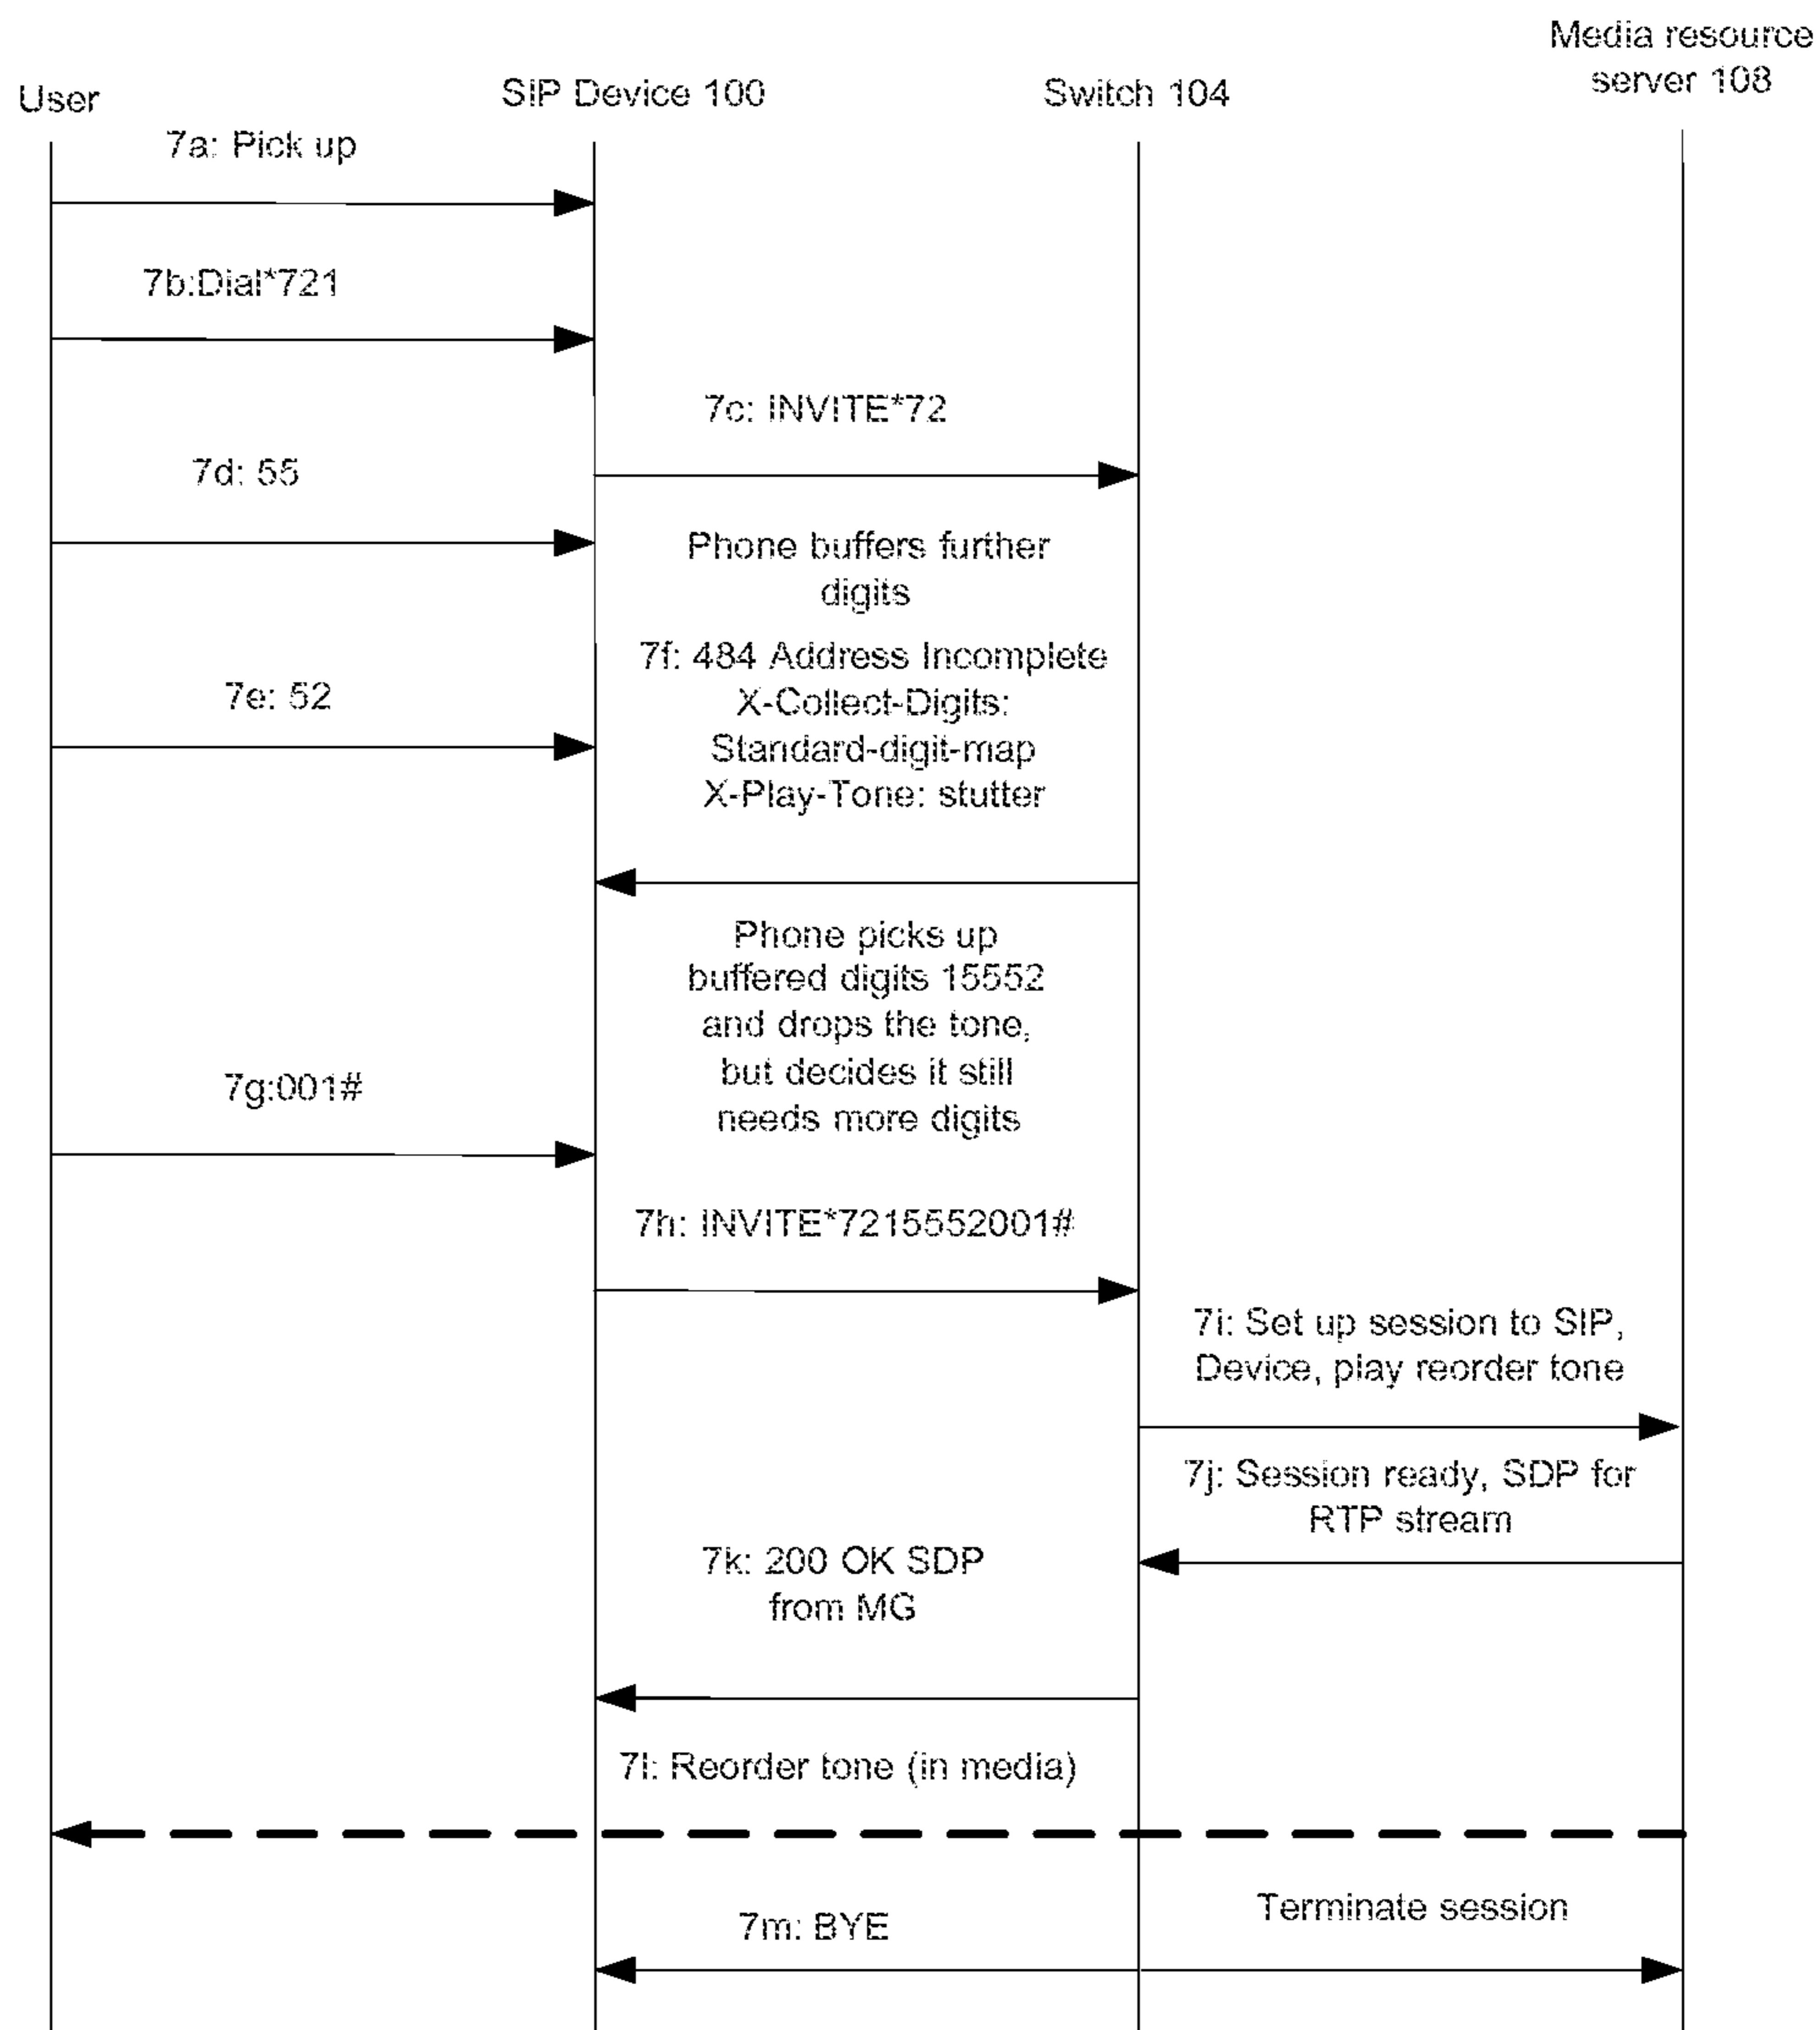 Media resource
server 108
User
SIP Device 100
Switch 104
7a: Pick up
7b:Dial*721
7c: INVITE*72
7d: 55
Phone buffers further
digits
7f: 484 Address Incomplete
X-Collect-Digits:
Standard-digit-map
X-Play-Tone: stutter
7e: 52
Phone picks up
buffered digits 15552
and drops the tone,
but decides it still
needs more digits
7g:001#
7h: INVITE*7215552001#
7i: Set up session to SIP,
Device, play reorder tone
7j: Session ready, SDP for
RTP stream
7k: 200 OK SDP
from MG
7l: Reorder tone (in media)
7m: BYE
Terminate session